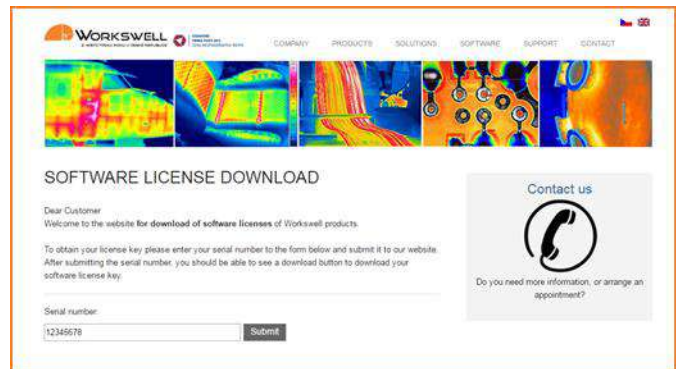 WORKSWELL
COMPANY PRODUCTS SOLUTIONS SOFTWARE SUPPORT CONTACT
SOFTWARE LICENSE DOWNLOAD
Dear Customer
Welcome to the website for download of software licenses of Workswell products.
To obtain your license key please enter your serial number to the form below and submit it to our website.
After submitting the serial number, you should be able to see a download button to download your
software license key.
Serial number:
12345678 Submit
Contact us
Do you need more information, or arrange an
appointment?